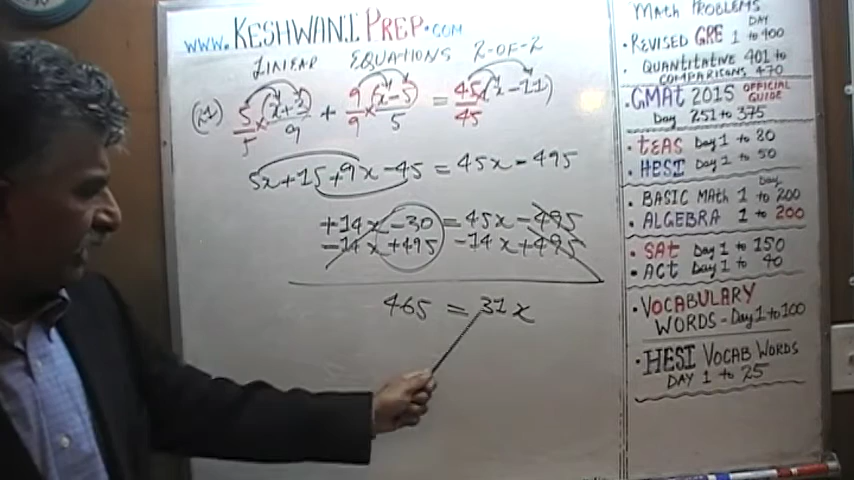 www.KESHWANIPREP.COM
LINEAR EQUATIONS 2-OF-2
5/5 × (x+3)/9 + 9/9 × (x-5)/5 = 45/45 (x-11)
5x+15+9x-45=45x-495
+14x-30=45x-495
-14x+495 -14x+495
465 = 31x
MATH PROBLEMS
DAY
• REVISED GRE 1 to 400
• QUANTITATIVE 401 to
COMPARISONS 470
• GMAT 2015 OFFICIAL
GUIDE
Day 251 to 375
• TEAS Day 1 to 80
• HESI Day 1 to 50
Day
• BASIC MATH 1 to 200
• ALGEBRA 1 to 200
• SAT Day 1 to 150
• ACT Day 1 to 40
• VOCABULARY
WORDS - Day 1 to 100
• HESI VOCAB WORDS
DAY 1 to 25